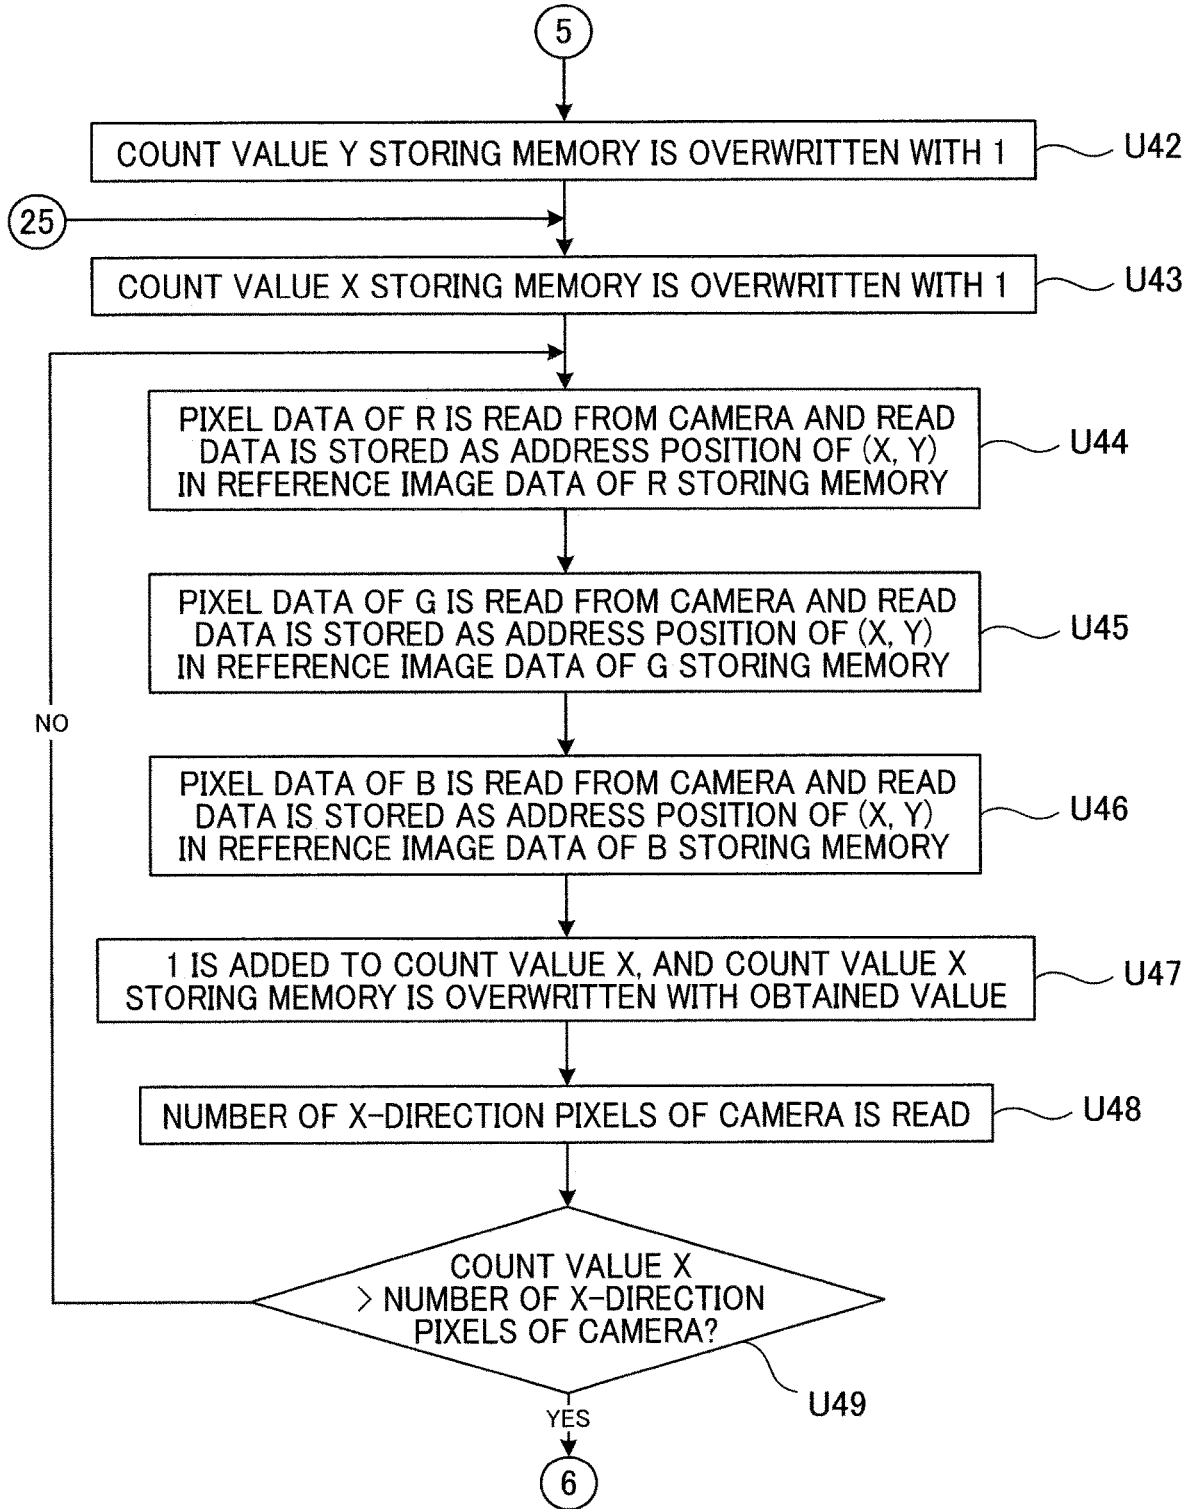 5
COUNT VALUE Y STORING MEMORY IS OVERWRITTEN WITH 1
U42
25
COUNT VALUE X STORING MEMORY IS OVERWRITTEN WITH 1
U43
PIXEL DATA OF R IS READ FROM CAMERA AND READ
DATA IS STORED AS ADDRESS POSITION OF (X, Y)
IN REFERENCE IMAGE DATA OF R STORING MEMORY
U44
PIXEL DATA OF G IS READ FROM CAMERA AND READ
DATA IS STORED AS ADDRESS POSITION OF (X, Y)
IN REFERENCE IMAGE DATA OF G STORING MEMORY
U45
NO
PIXEL DATA OF B IS READ FROM CAMERA AND READ
DATA IS STORED AS ADDRESS POSITION OF (X, Y)
IN REFERENCE IMAGE DATA OF B STORING MEMORY
U46
1 IS ADDED TO COUNT VALUE X, AND COUNT VALUE X
STORING MEMORY IS OVERWRITTEN WITH OBTAINED VALUE
U47
NUMBER OF X-DIRECTION PIXELS OF CAMERA IS READ
U48
COUNT VALUE X
> NUMBER OF X-DIRECTION
PIXELS OF CAMERA?
U49
YES
6